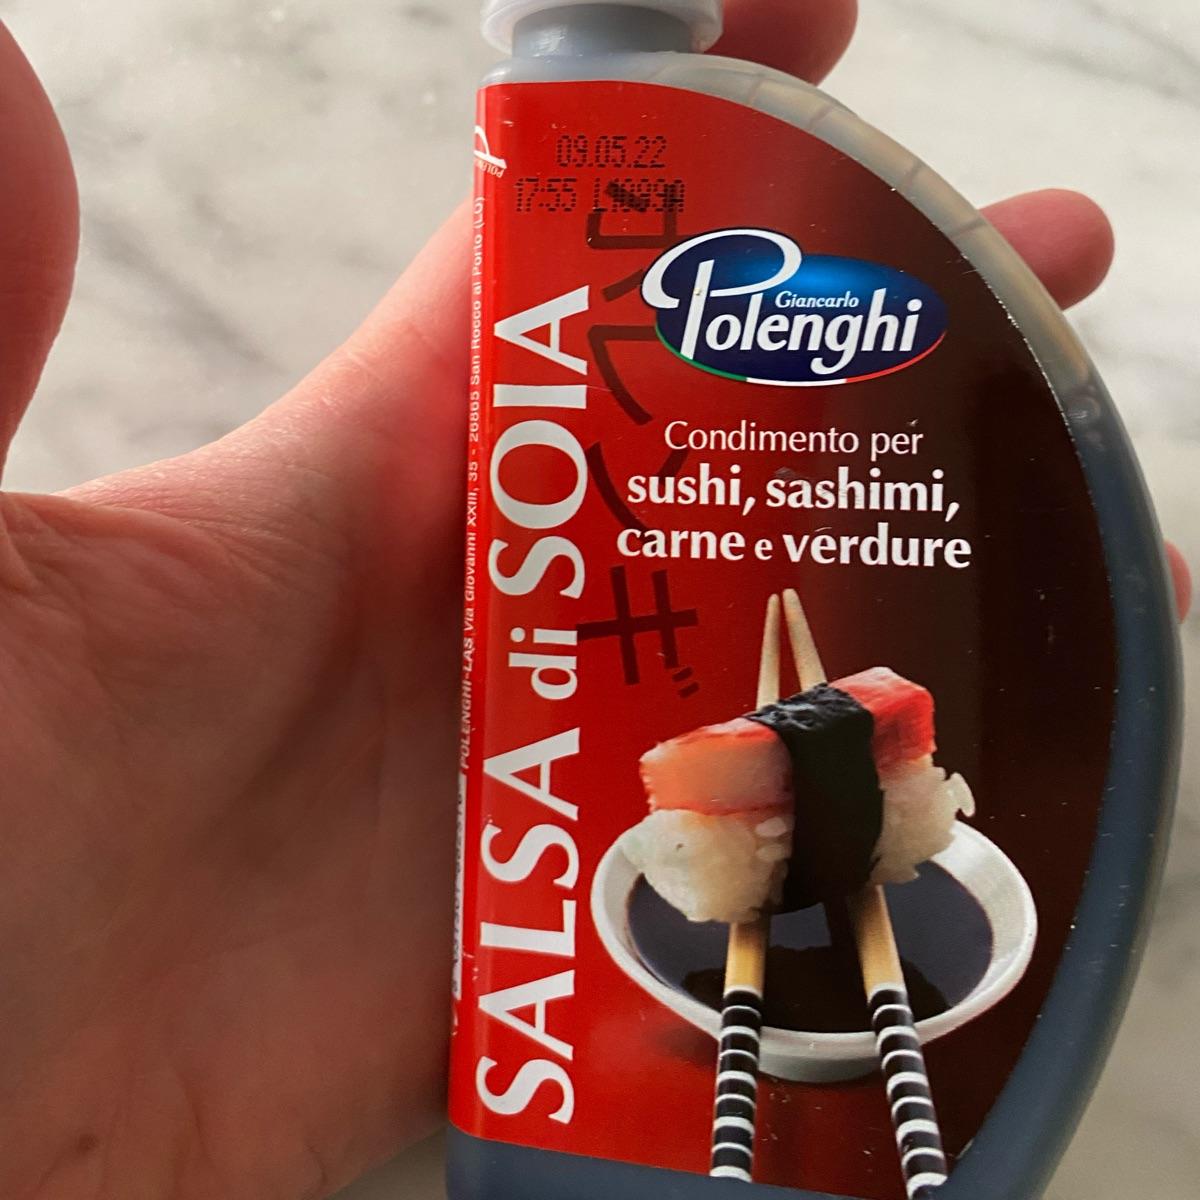 09.05.22
17:55
Giancarlo
Polenghi
Condimento per
sushi, sashimi,
carne e verdure
SALSA di SOIA
POLENGHI-LAS Via Giovanni XXIII, 35 - 26865 San Rocco al Porto (LO)